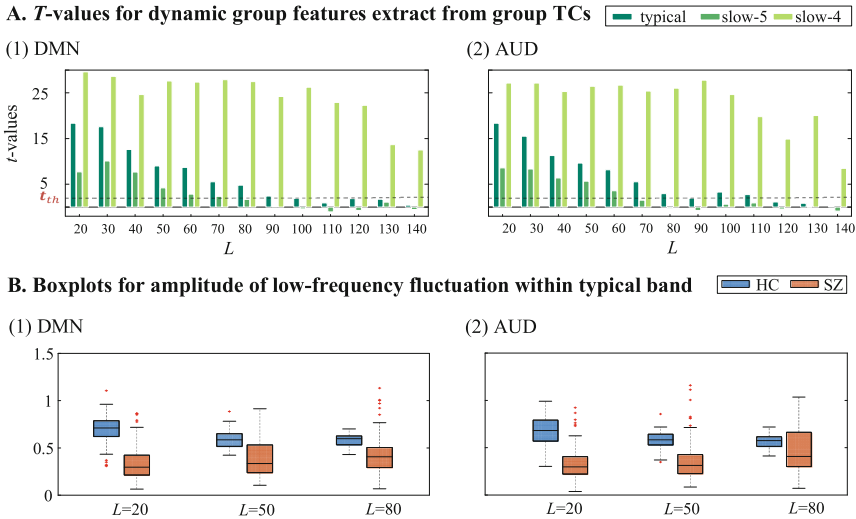 A. T-values for dynamic group features extract from group TCs
typical slow-5 slow-4
(1) DMN
(2) AUD
t-values
25
15
5
t_th
20 30 40 50 60 70 80 90 100 110 120 130 140
L
25
15
5
20 30 40 50 60 70 80 90 100 110 120 130 140
L
B. Boxplots for amplitude of low-frequency fluctuation within typical band
HC SZ
(1) DMN
(2) AUD
1.5
1
0.5
0
L=20 L=50 L=80
L=20 L=50 L=80